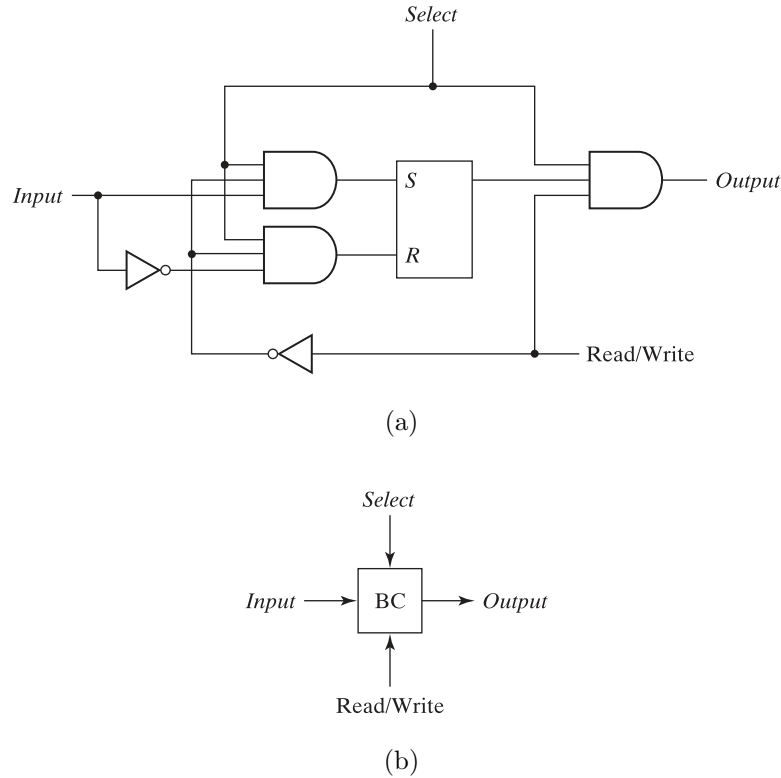 Select
Input
S
R
Output
Read/Write
(a)
Select
Input
BC
Output
Read/Write
(b)